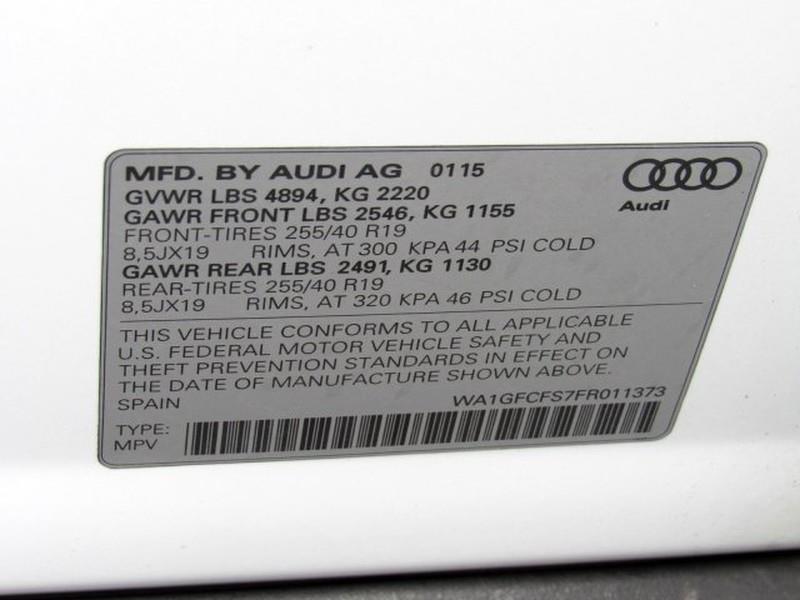 MFD. BY AUDI AG 0115
GVWR LBS 4894, KG 2220
GAWR FRONT LBS 2546, KG 1155
FRONT-TIRES 255/40 R19
8,5JX19 RIMS, AT 300 KPA 44 PSI COLD
GAWR REAR LBS 2491, KG 1130
REAR-TIRES 255/40 R19
8,5JX19 RIMS, AT 320 KPA 46 PSI COLD
Audi
THIS VEHICLE CONFORMS TO ALL APPLICABLE
U.S. FEDERAL MOTOR VEHICLE SAFETY AND
THEFT PREVENTION STANDARDS IN EFFECT ON
THE DATE OF MANUFACTURE SHOWN ABOVE.
SPAIN WA1GFCFS7FR011373
TYPE:
MPV